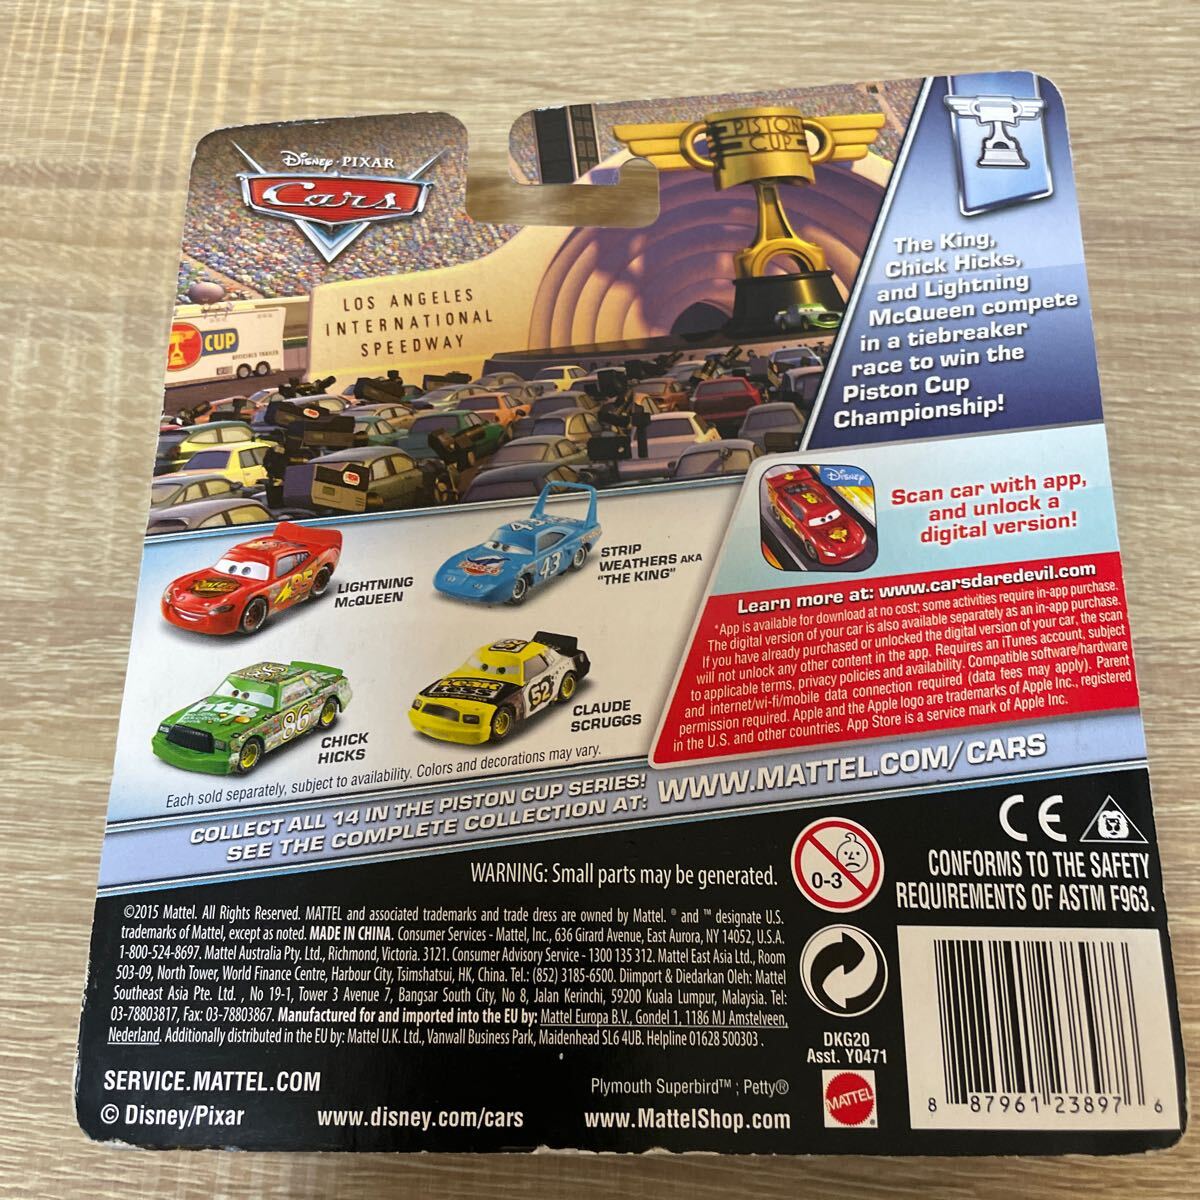 Disney · PIXAR
Cars
LOS ANGELES
INTERNATIONAL
SPEEDWAY
CUP
OFFICIALS TRAILER
PISTON
CUP
The King,
Chick Hicks,
and Lightning
McQueen compete
in a tiebreaker
race to win the
Piston Cup
Championship!
Disney
Scan car with app,
and unlock a
digital version!
Learn more at: www.carsdaredevil.com
*App is available for download at no cost; some activities require in-app purchase.
The digital version of your car is also available separately as an in-app purchase.
If you have already purchased or unlocked the digital version of your car, the scan
will not unlock any other content in the app. Requires an iTunes account, subject
to applicable terms, privacy policies and availability. Compatible software/hardware
and internet/wi-fi/mobile data connection required (data fees may apply). Parent
permission required. Apple and the Apple logo are trademarks of Apple Inc., registered
in the U.S. and other countries. App Store is a service mark of Apple Inc.
95
LIGHTNING
McQUEEN
43
43
STRIP
WEATHERS AKA
"THE KING"
htB
86
CHICK
HICKS
52
52
CLAUDE
SCRUGGS
Each sold separately, subject to availability. Colors and decorations may vary.
COLLECT ALL 14 IN THE PISTON CUP SERIES!
SEE THE COMPLETE COLLECTION AT: WWW.MATTEL.COM/CARS
WARNING: Small parts may be generated.
0-3
CE
CONFORMS TO THE SAFETY
REQUIREMENTS OF ASTM F963.
©2015 Mattel. All Rights Reserved. MATTEL and associated trademarks and trade dress are owned by Mattel. ® and ™ designate U.S.
trademarks of Mattel, except as noted. MADE IN CHINA. Consumer Services - Mattel, Inc., 636 Girard Avenue, East Aurora, NY 14052, U.S.A.
1-800-524-8697. Mattel Australia Pty. Ltd., Richmond, Victoria. 3121. Consumer Advisory Service - 1300 135 312. Mattel East Asia Ltd., Room
503-09, North Tower, World Finance Centre, Harbour City, Tsimshatsui, HK, China. Tel.: (852) 3185-6500. Diimport & Diedarkan Oleh: Mattel
Southeast Asia Pte. Ltd. , No 19-1, Tower 3 Avenue 7, Bangsar South City, No 8, Jalan Kerinchi, 59200 Kuala Lumpur, Malaysia. Tel:
03-78803817, Fax: 03-78803867. Manufactured for and imported into the EU by: Mattel Europa B.V., Gondel 1, 1186 MJ Amstelveen,
Nederland. Additionally distributed in the EU by: Mattel U.K. Ltd., Vanwall Business Park, Maidenhead SL6 4UB. Helpline 01628 500303 .
DKG20
Asst. Y0471
MATTEL
SERVICE.MATTEL.COM
Plymouth Superbird™ ; Petty®
© Disney/Pixar
www.disney.com/cars
www.MattelShop.com
8 87961 23897 6